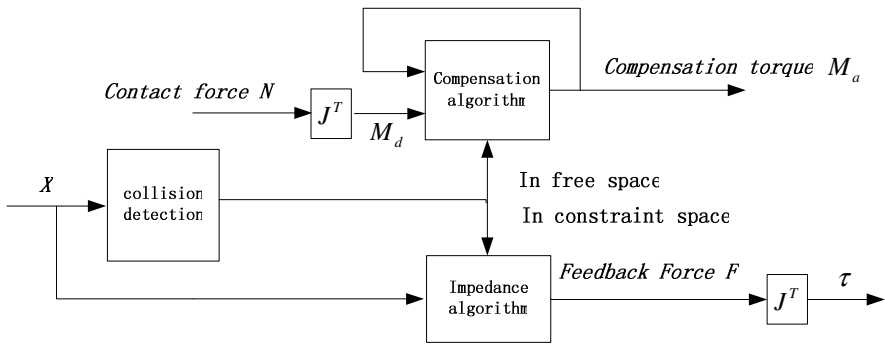 Compensation
algorithm
Compensation torque M_a
Contact force N
J^T
M_d
X
collision
detection
In free space
In constraint space
Impedance
algorithm
Feedback Force F
J^T
τ